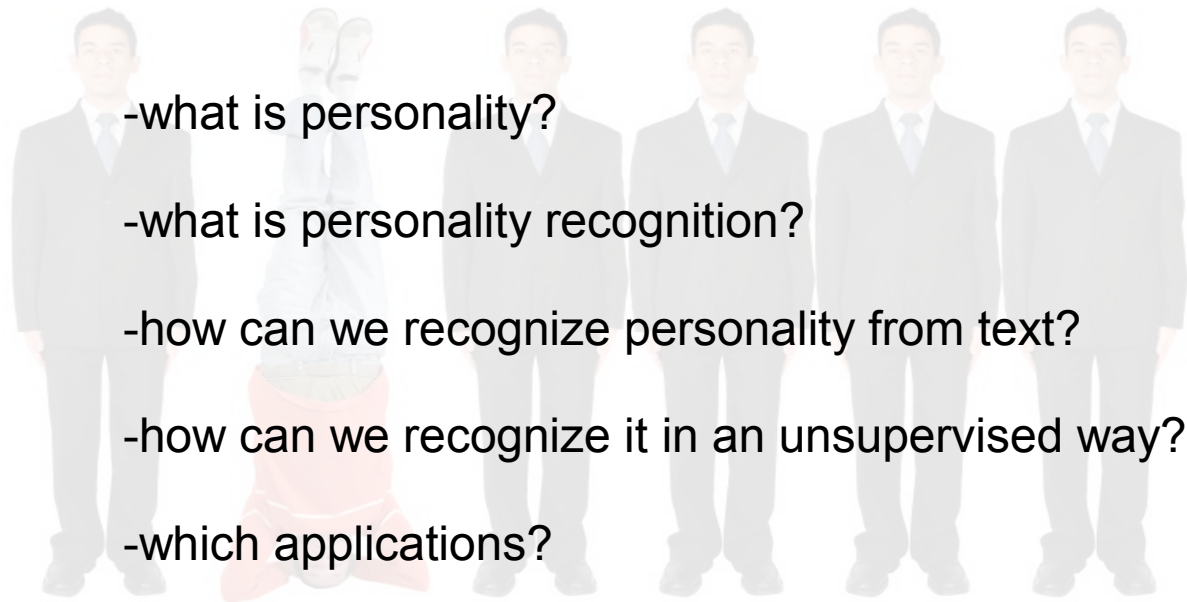 -what is personality?
-what is personality recognition?
-how can we recognize personality from text?
-how can we recognize it in an unsupervised way?
-which applications?